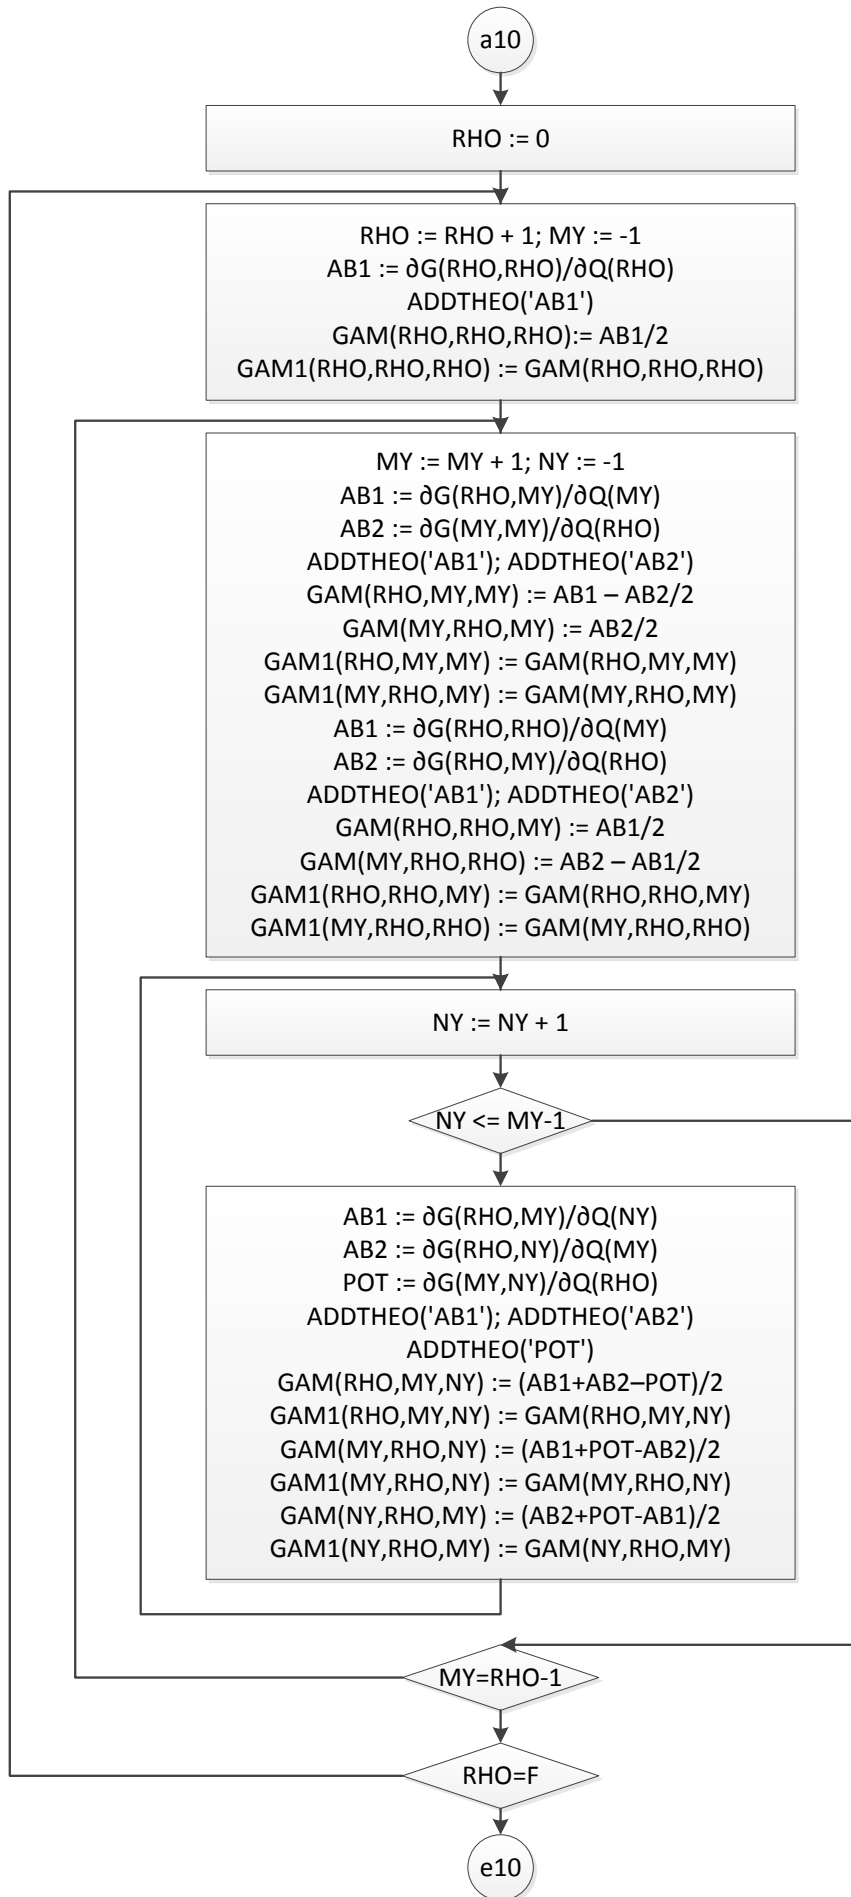 a10
RHO := 0
RHO := RHO + 1; MY := -1
AB1 := ∂G(RHO,RHO)/∂Q(RHO)
ADDTHEO('AB1')
GAM(RHO,RHO,RHO):= AB1/2
GAM1(RHO,RHO,RHO) := GAM(RHO,RHO,RHO)
MY := MY + 1; NY := -1
AB1 := ∂G(RHO,MY)/∂Q(MY)
AB2 := ∂G(MY,MY)/∂Q(RHO)
ADDTHEO('AB1'); ADDTHEO('AB2')
GAM(RHO,MY,MY) := AB1 – AB2/2
GAM(MY,RHO,MY) := AB2/2
GAM1(RHO,MY,MY) := GAM(RHO,MY,MY)
GAM1(MY,RHO,MY) := GAM(MY,RHO,MY)
AB1 := ∂G(RHO,RHO)/∂Q(MY)
AB2 := ∂G(RHO,MY)/∂Q(RHO)
ADDTHEO('AB1'); ADDTHEO('AB2')
GAM(RHO,RHO,MY) := AB1/2
GAM(MY,RHO,RHO) := AB2 – AB1/2
GAM1(RHO,RHO,MY) := GAM(RHO,RHO,MY)
GAM1(MY,RHO,RHO) := GAM(MY,RHO,RHO)
NY := NY + 1
NY <= MY-1
AB1 := ∂G(RHO,MY)/∂Q(NY)
AB2 := ∂G(RHO,NY)/∂Q(MY)
POT := ∂G(MY,NY)/∂Q(RHO)
ADDTHEO('AB1'); ADDTHEO('AB2')
ADDTHEO('POT')
GAM(RHO,MY,NY) := (AB1+AB2–POT)/2
GAM1(RHO,MY,NY) := GAM(RHO,MY,NY)
GAM(MY,RHO,NY) := (AB1+POT-AB2)/2
GAM1(MY,RHO,NY) := GAM(MY,RHO,NY)
GAM(NY,RHO,MY) := (AB2+POT-AB1)/2
GAM1(NY,RHO,MY) := GAM(NY,RHO,MY)
MY=RHO-1
RHO=F
e10